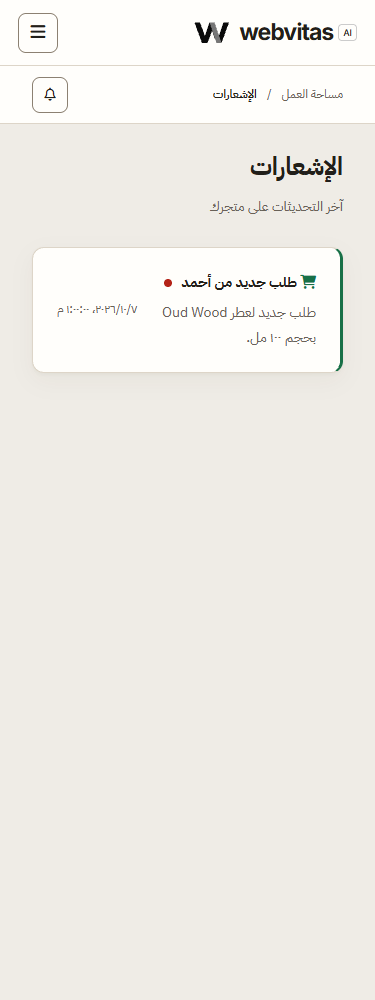 webvitas AI
مساحة العمل / الإشعارات
الإشعارات
آخر التحديثات على متجرك
طلب جديد من أحمد
طلب جديد لعطر Oud Wood
بحجم ١٠٠ مل.
٢٠٢٦/١٠/٧، ١:٠٠:٠٠ م